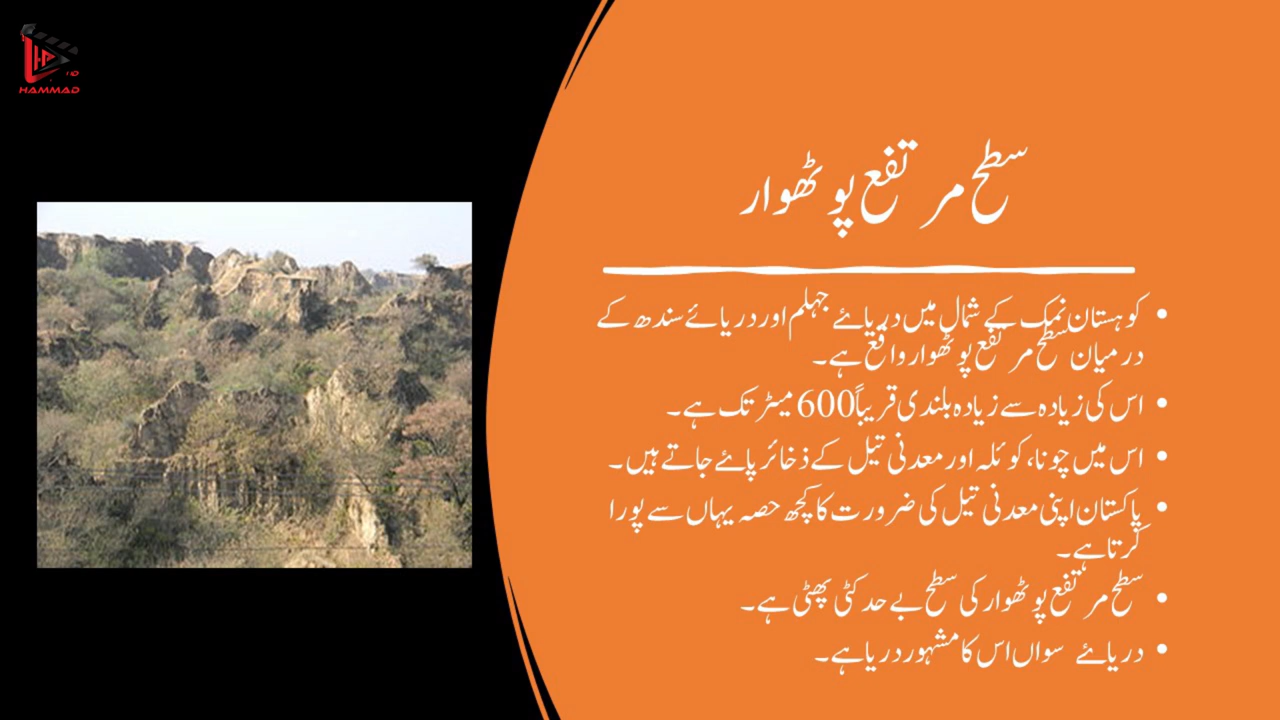 HAMMAD
سطح مرتفع پوٹھوار
• کوہستان نمک کے شمال میں دریائے جہلم اور دریائے سندھ کے
درمیان سطح مرتفع پوٹھوار واقع ہے۔
• اس کی زیادہ سے زیادہ بلندی قریباً 600 میٹر تک ہے۔
• اس میں چونا، کوئلہ اور معدنی تیل کے ذخائر پائے جاتے ہیں۔
• پاکستان اپنی معدنی تیل کی ضرورت کا کچھ حصہ یہاں سے پورا
کرتا ہے۔
• سطح مرتفع پوٹھوار کی سطح بے حد کٹی پھٹی ہے۔
• دریائے سواں اس کا مشہور دریا ہے۔